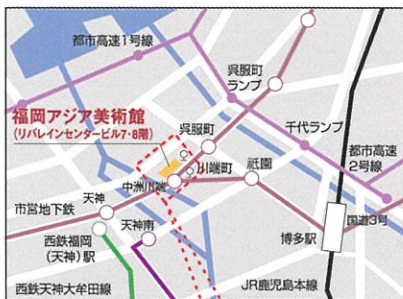 都市高速1号線
呉服町
ランプ
福岡アジア美術館
(リバレインセンタービル7・8階)
呉服町
千代ランプ
都市高速
2号線
川端町
祇園
中洲川端
天神
市営地下鉄
天神南
国道3号
博多駅
西鉄福岡
(天神)駅
西鉄天神大牟田線
JR鹿児島本線